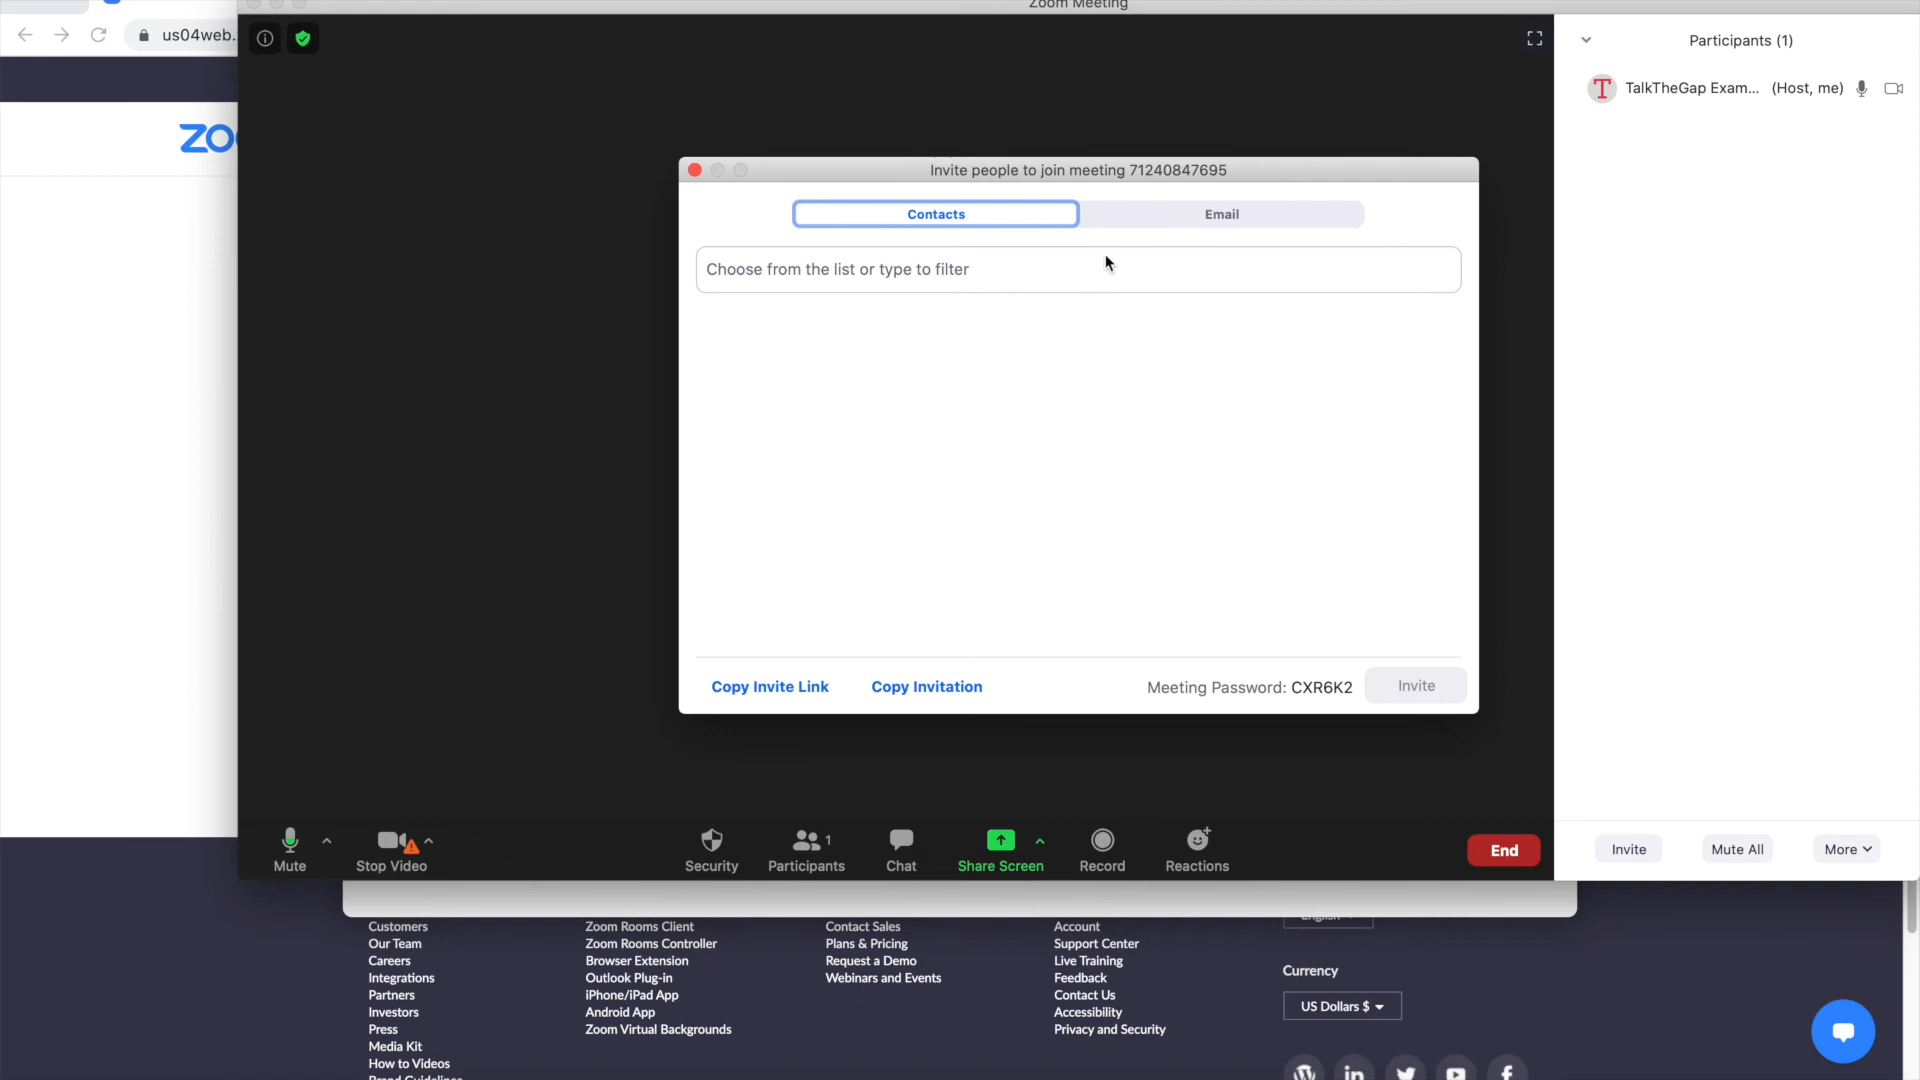 Zoom Meeting
us04web.
ZO
Participants (1)
T TalkTheGap Exam... (Host, me)
Invite people to join meeting 71240847695
Contacts
Email
Choose from the list or type to filter
Copy Invite Link
Copy Invitation
Meeting Password: CXR6K2
Invite
Mute
Stop Video
Security
1
Participants
Chat
Share Screen
Record
Reactions
End
Invite
Mute All
More
Customers
Our Team
Careers
Integrations
Partners
Investors
Press
Media Kit
How to Videos
Brand Guidelines
Zoom Rooms Client
Zoom Rooms Controller
Browser Extension
Outlook Plug-in
iPhone/iPad App
Android App
Zoom Virtual Backgrounds
Contact Sales
Plans & Pricing
Request a Demo
Webinars and Events
Account
Support Center
Live Training
Feedback
Contact Us
Accessibility
Privacy and Security
English
Currency
US Dollars $